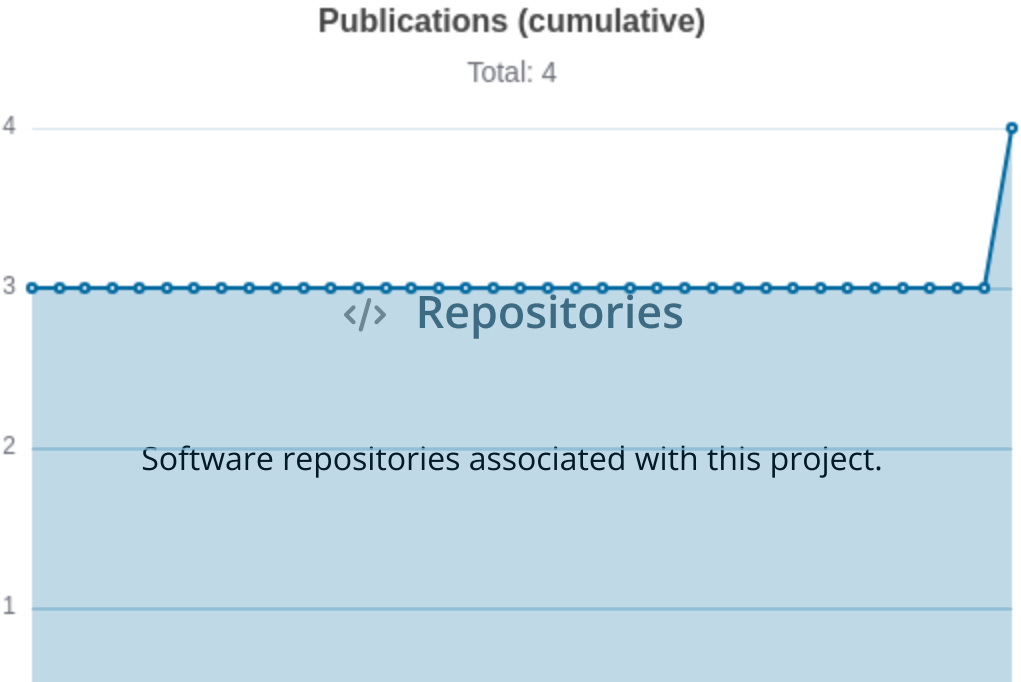 Publications (cumulative)
Total: 4
4
3
</> Repositories
2
Software repositories associated with this project.
1